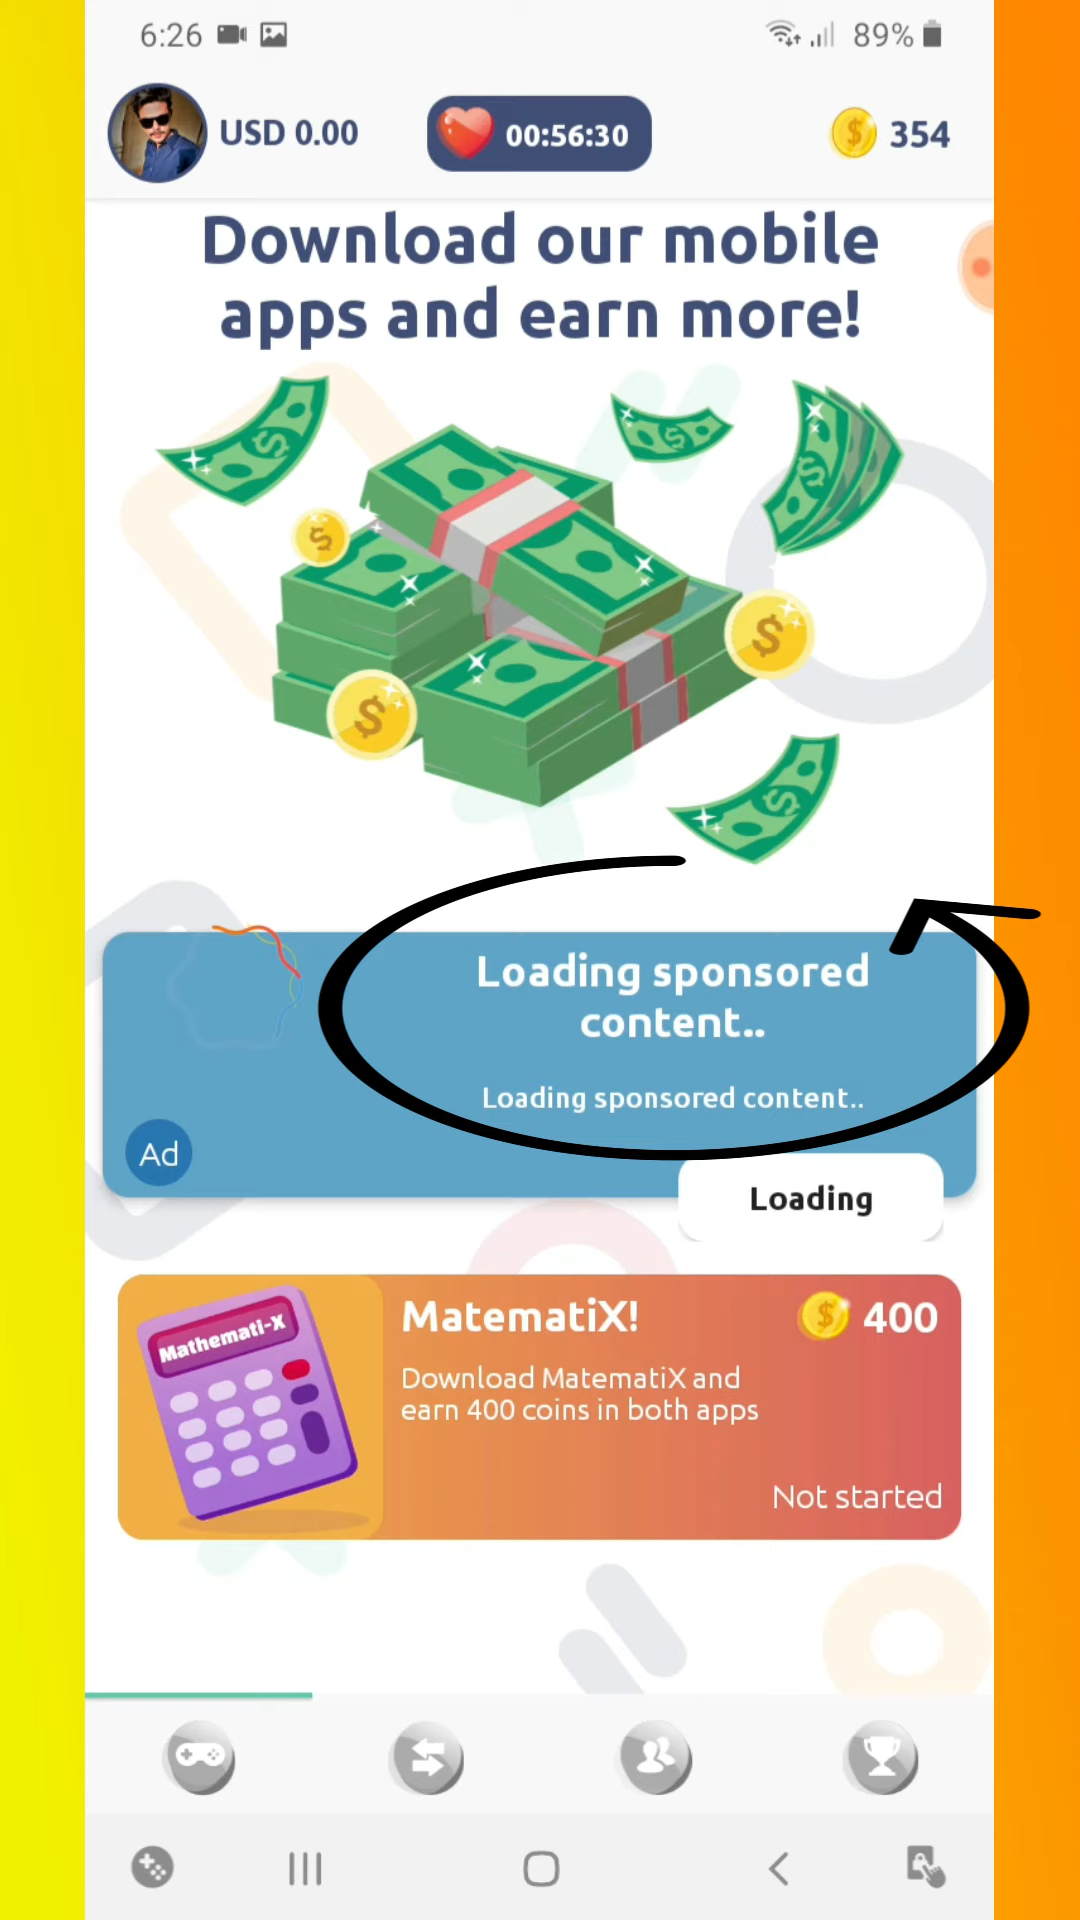 6:26
89%
USD 0.00
00:56:30
354
Download our mobile
apps and earn more!
Loading sponsored
content..
Loading sponsored content..
Ad
Loading
Mathemati-X
MatematiX!
400
Download MatematiX and
earn 400 coins in both apps
Not started